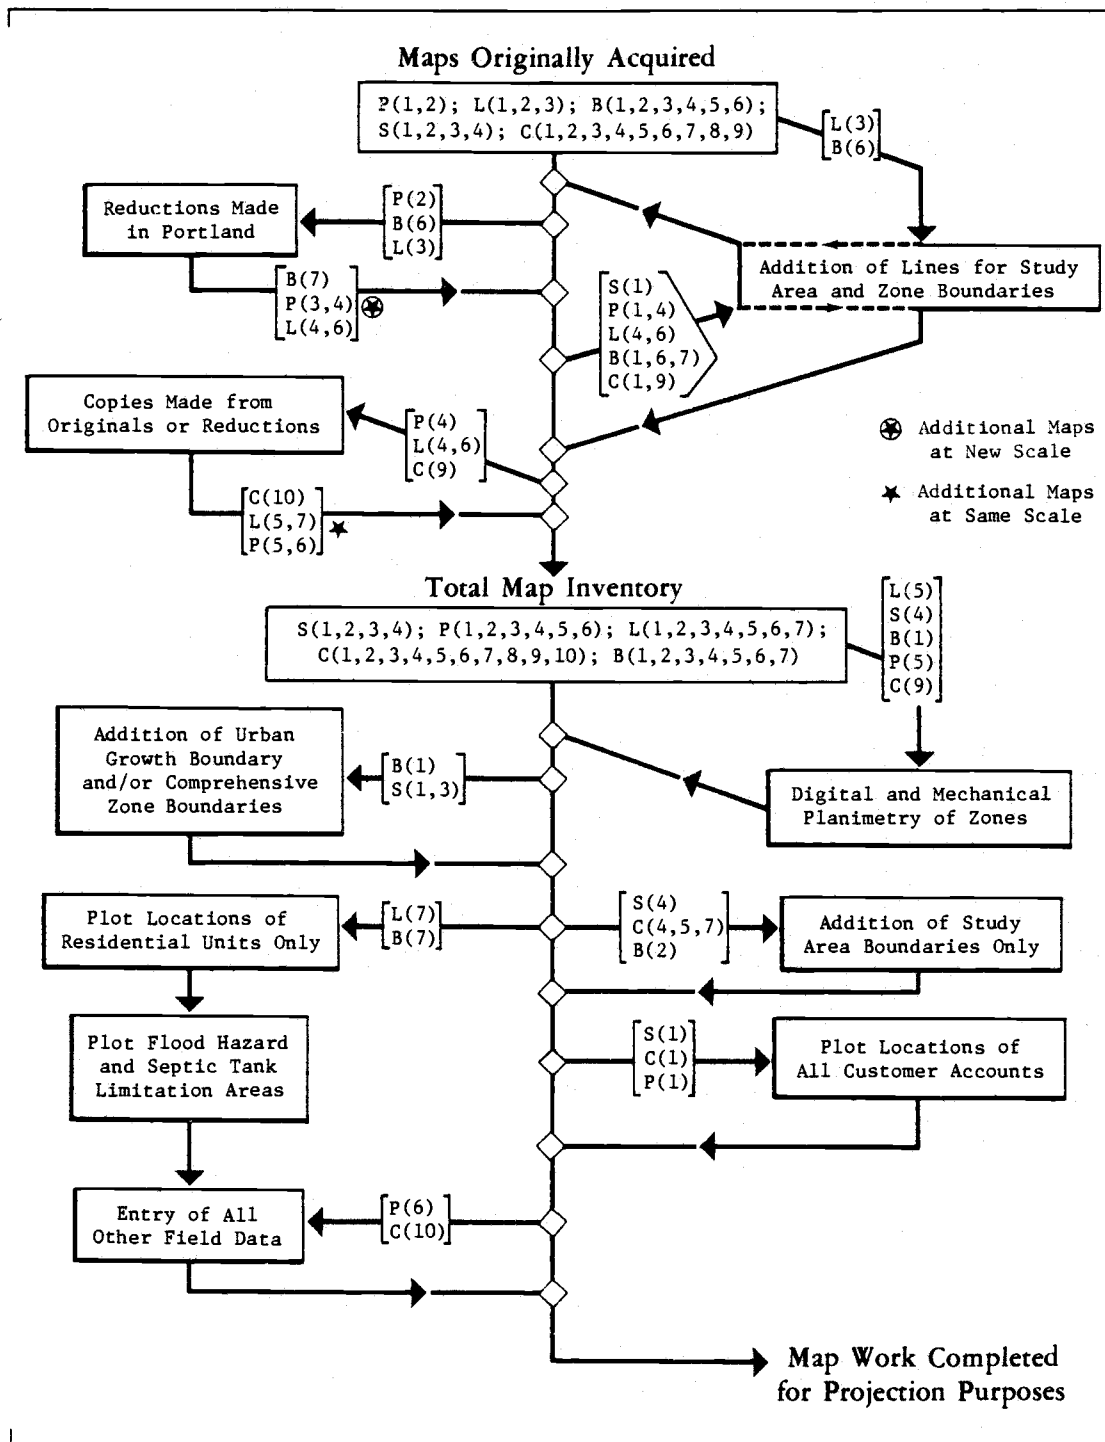 Maps Originally Acquired
P(1,2); L(1,2,3); B(1,2,3,4,5,6);
S(1,2,3,4); C(1,2,3,4,5,6,7,8,9)
L(3)
B(6)
Reductions Made
in Portland
P(2)
B(6)
L(3)
B(7)
P(3,4)
L(4,6)
Addition of Lines for Study
Area and Zone Boundaries
S(1)
P(1,4)
L(4,6)
B(1,6,7)
C(1,9)
Copies Made from
Originals or Reductions
P(4)
L(4,6)
C(9)
Additional Maps
at New Scale
Additional Maps
at Same Scale
C(10)
L(5,7)
P(5,6)
Total Map Inventory
S(1,2,3,4); P(1,2,3,4,5,6); L(1,2,3,4,5,6,7);
C(1,2,3,4,5,6,7,8,9,10); B(1,2,3,4,5,6,7)
L(5)
S(4)
B(1)
P(5)
C(9)
Addition of Urban
Growth Boundary
and/or Comprehensive
Zone Boundaries
B(1)
S(1,3)
Digital and Mechanical
Planimetry of Zones
Plot Locations of
Residential Units Only
L(7)
B(7)
S(4)
C(4,5,7)
B(2)
Addition of Study
Area Boundaries Only
Plot Flood Hazard
and Septic Tank
Limitation Areas
S(1)
C(1)
P(1)
Plot Locations of
All Customer Accounts
Entry of All
Other Field Data
P(6)
C(10)
Map Work Completed
for Projection Purposes